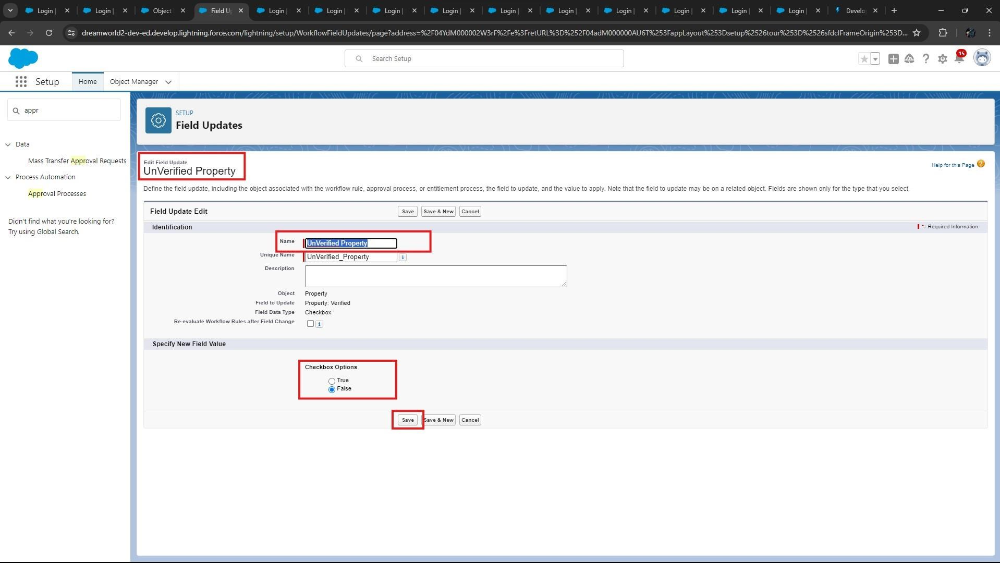 Login |
Login |
Object
Field U
Login |
Login |
Login |
Login |
Login |
Login |
Login |
Login |
Login |
Login |
Develo
dreamworld2-dev-ed.develop.lightning.force.com/lightning/setup/WorkflowFieldUpdates/page?address=%2F04YdM000002W3rF%2Fe%3FretURL%3D%252F04adM000000AU6T%253FappLayout%253Dsetup%2526tour%253D%2526sfdcIFrameOrigin%253D...
Search Setup
15
Setup
Home
Object Manager
appr
Data
Mass Transfer Approval Requests
Process Automation
Approval Processes
Didn't find what you're looking for?
Try using Global Search.
SETUP
Field Updates
Edit Field Update
UnVerified Property
Help for this Page
Define the field update, including the object associated with the workflow rule, approval process, or entitlement process, the field to update, and the value to apply. Note that the field to update may be on a related object. Fields are shown only for the type that you select.
Field Update Edit
Save
Save & New
Cancel
Identification
= Required Information
Name
UnVerified Property
Unique Name
UnVerified_Property
i
Description
Object
Property
Field to Update
Property: Verified
Field Data Type
Checkbox
Re-evaluate Workflow Rules after Field Change
i
Specify New Field Value
Checkbox Options
True
False
Save
Save & New
Cancel